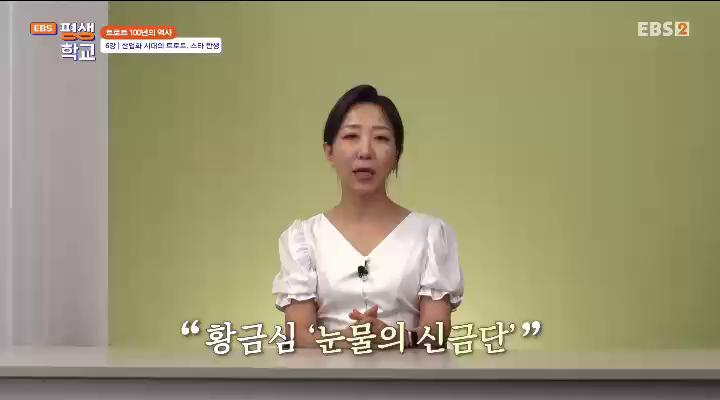 EBS 평생
학교
트로트 100년의 역사
6강 | 산업화 시대의 트로트, 스타 탄생
EBS2
“황금심 ‘눈물의 신금단’”